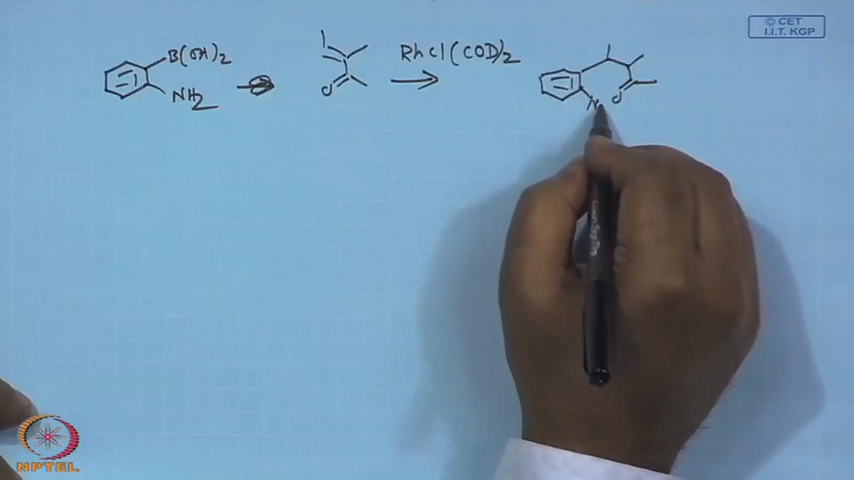 © CET
I.I.T. KGP
B(OH)2
NH2
O
RhCl(COD)2
O
N
NPTEL